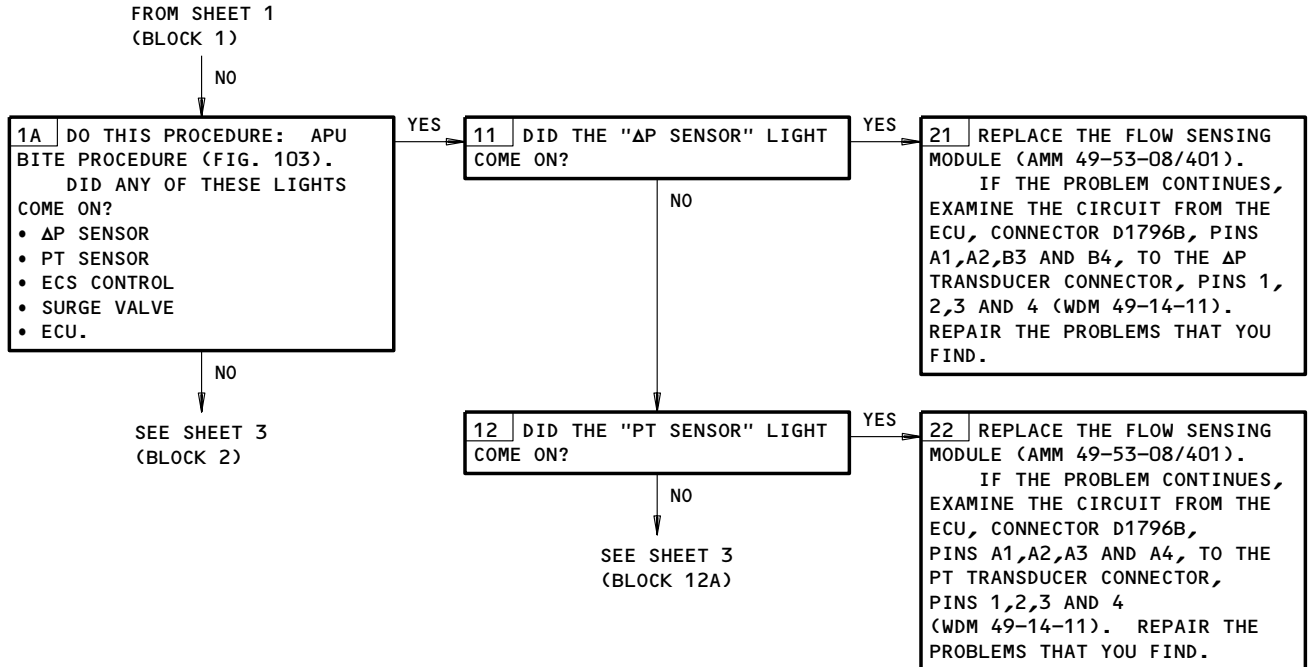 FROM SHEET 1
(BLOCK 1)
NO
1A DO THIS PROCEDURE: APU
BITE PROCEDURE (FIG. 103).
DID ANY OF THESE LIGHTS
COME ON?
• ΔP SENSOR
• PT SENSOR
• ECS CONTROL
• SURGE VALVE
• ECU.
YES
11 DID THE "ΔP SENSOR" LIGHT
COME ON?
YES
21 REPLACE THE FLOW SENSING
MODULE (AMM 49-53-08/401).
IF THE PROBLEM CONTINUES,
EXAMINE THE CIRCUIT FROM THE
ECU, CONNECTOR D1796B, PINS
A1,A2,B3 AND B4, TO THE ΔP
TRANSDUCER CONNECTOR, PINS 1,
2,3 AND 4 (WDM 49-14-11).
REPAIR THE PROBLEMS THAT YOU
FIND.
NO
NO
SEE SHEET 3
(BLOCK 2)
12 DID THE "PT SENSOR" LIGHT
COME ON?
YES
22 REPLACE THE FLOW SENSING
MODULE (AMM 49-53-08/401).
IF THE PROBLEM CONTINUES,
EXAMINE THE CIRCUIT FROM THE
ECU, CONNECTOR D1796B,
PINS A1,A2,A3 AND A4, TO THE
PT TRANSDUCER CONNECTOR,
PINS 1,2,3 AND 4
(WDM 49-14-11). REPAIR THE
PROBLEMS THAT YOU FIND.
NO
SEE SHEET 3
(BLOCK 12A)